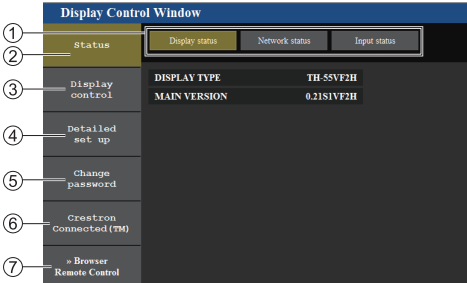 Display Control Window
① Display status Network status Input status
② Status
DISPLAY TYPE TH-55VF2H
MAIN VERSION 0.21S1VF2H
③ Display
control
④ Detailed
set up
⑤ Change
password
⑥ Crestron
Connected(TM)
⑦ » Browser
Remote Control